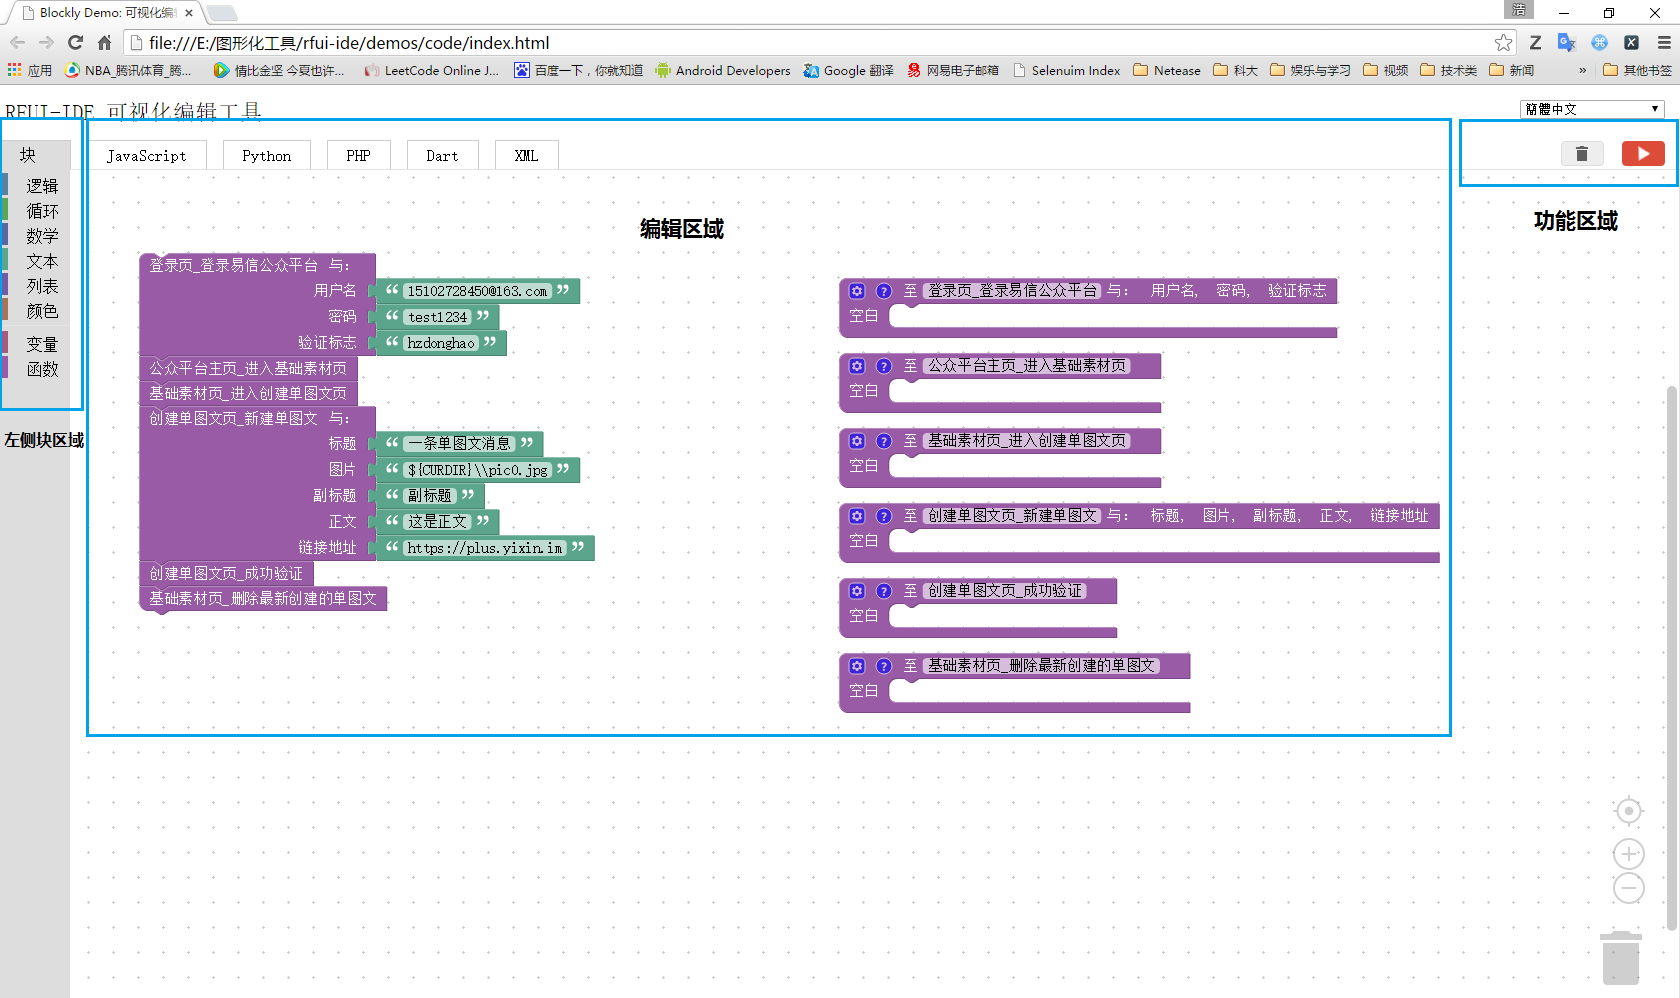 Blockly Demo: 可视化编辑
浩
file:///E:/图形化工具/rfui-ide/demos/code/index.html
应用 NBA_腾讯体育_腾... 情比金坚 今夏也许... LeetCode Online J... 百度一下，你就知道 Android Developers Google 翻译 网易电子邮箱 Selenuim Index Netease 科大 娱乐与学习 视频 技术类 新闻 » 其他书签
RFUI-IDE 可视化编辑工具
簡體中文
块
JavaScript Python PHP Dart XML
逻辑
循环
数学
文本
列表
颜色
变量
函数
左侧块区域
编辑区域
功能区域
登录页_登录易信公众平台 与:
用户名 “ 15102728450@163.com ”
密码 “ test1234 ”
验证标志 “ hzdonghao ”
公众平台主页_进入基础素材页
基础素材页_进入创建单图文页
创建单图文页_新建单图文 与:
标题 “ 一条单图文消息 ”
图片 “ ${CURDIR}\\pic0.jpg ”
副标题 “ 副标题 ”
正文 “ 这是正文 ”
链接地址 “ https://plus.yixin.im ”
创建单图文页_成功验证
基础素材页_删除最新创建的单图文
? 至 登录页_登录易信公众平台 与: 用户名, 密码, 验证标志
空白
? 至 公众平台主页_进入基础素材页
空白
? 至 基础素材页_进入创建单图文页
空白
? 至 创建单图文页_新建单图文 与: 标题, 图片, 副标题, 正文, 链接地址
空白
? 至 创建单图文页_成功验证
空白
? 至 基础素材页_删除最新创建的单图文
空白